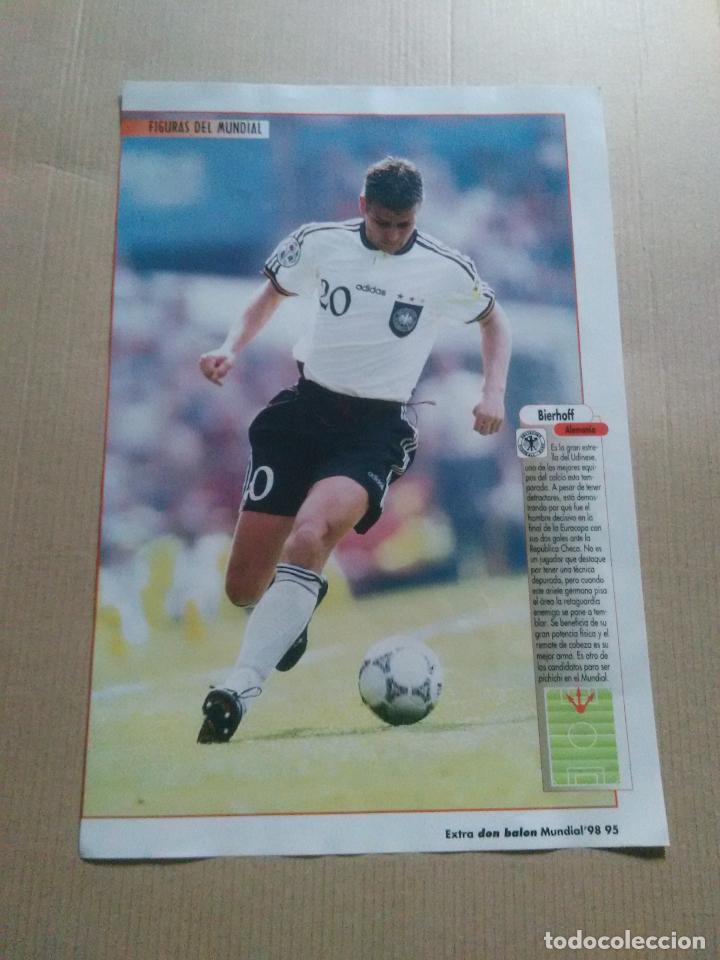 FIGURAS DEL MUNDIAL
20
adidas
adidas
20
Bierhoff
Alemania
Es la gran estre-
lla del Udinese,
uno de los mejores equi-
pos del calcio esta tem-
porada. A pesar de tener
detractores, está demos-
trando por qué fue el
hombre decisivo en la
final de la Eurocopa con
sus dos goles ante la
República Checa. No es
un jugador que destaque
por tener una técnica
depurada, pero cuando
este ariete germano pisa
el área la retaguardia
enemiga se pone a tem-
blar. Se beneficia de su
gran potencia física y el
remate de cabeza es su
mejor arma. Es otro de
los candidatos para ser
pichichi en el Mundial.
Extra don balon Mundial'98 95
todocoleccion.net